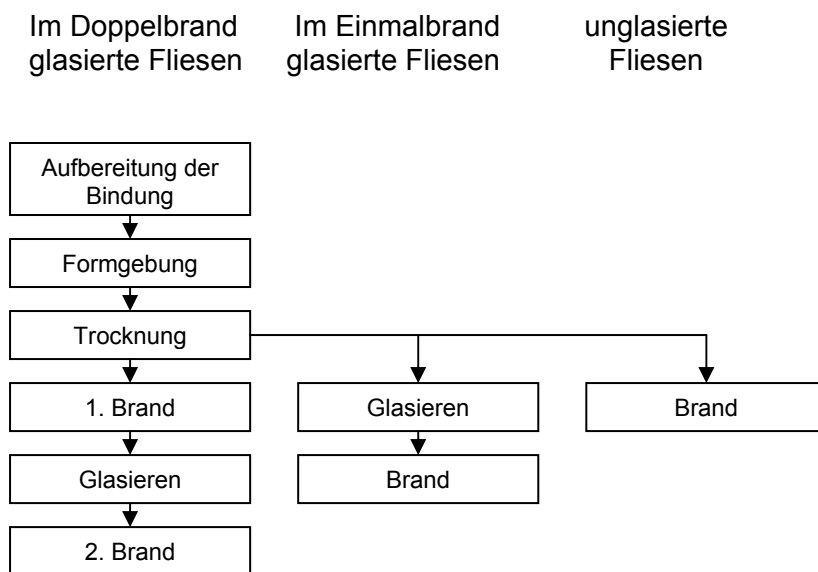 Im Doppelbrand
glasierte Fliesen
Im Einmalbrand
glasierte Fliesen
unglasierte
Fliesen
Aufbereitung der
Bindung
Formgebung
Trocknung
1. Brand
Glasieren
Brand
Glasieren
Brand
2. Brand